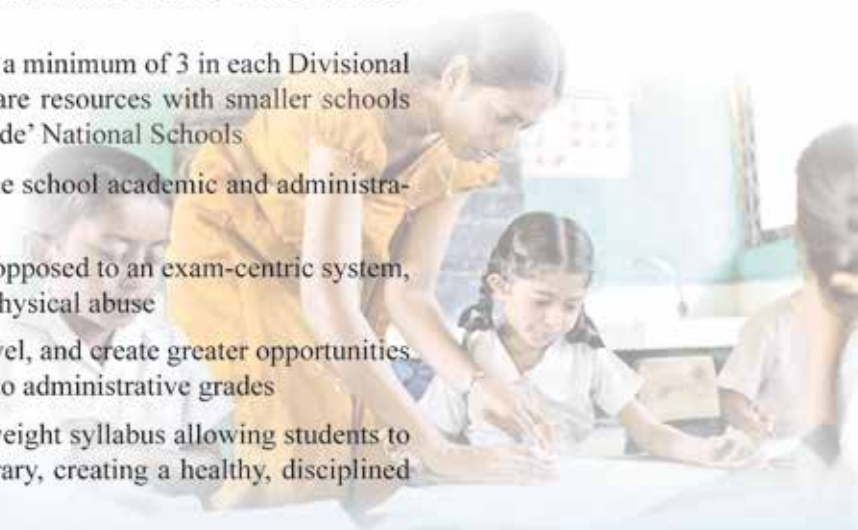 a minimum of 3 in each Divisional
are resources with smaller schools
de’ National Schools
e school academic and administra-
opposed to an exam-centric system,
hysical abuse
vel, and create greater opportunities
o administrative grades
weight syllabus allowing students to
rary, creating a healthy, disciplined